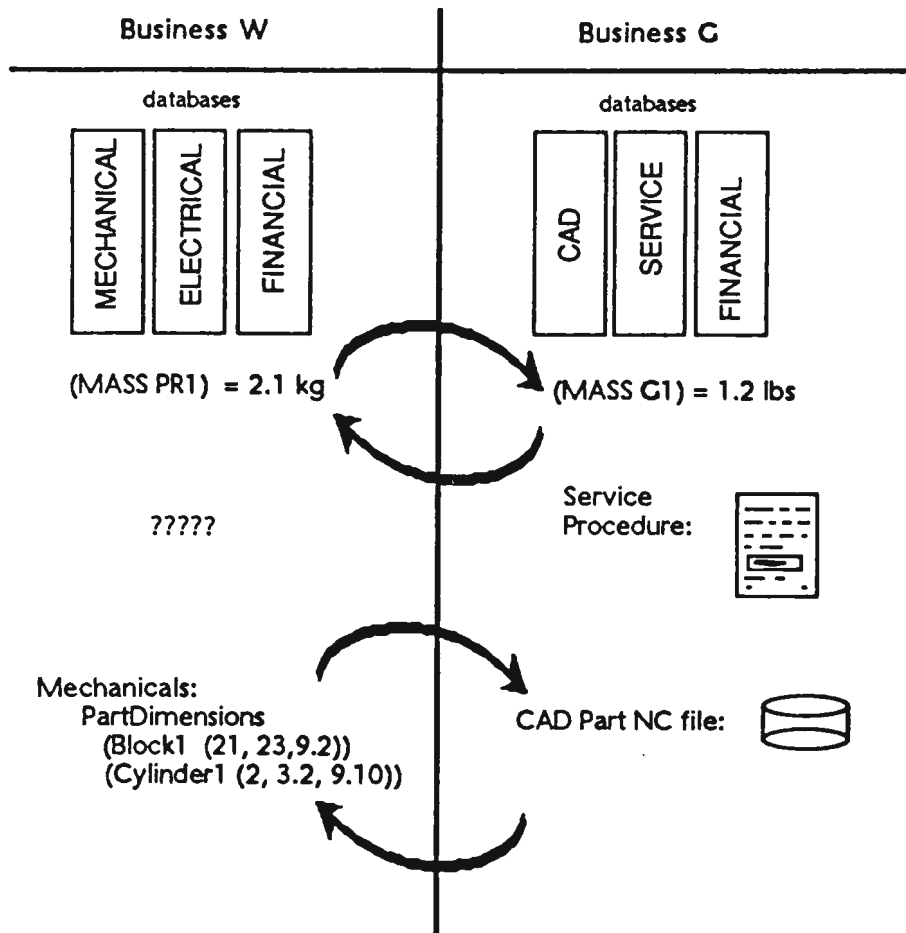 Business W
Business G
databases
databases
MECHANICAL
ELECTRICAL
FINANCIAL
CAD
SERVICE
FINANCIAL
(MASS PR1) = 2.1 kg
(MASS G1) = 1.2 lbs
?????
Service
Procedure:
Mechanicals:
PartDimensions
(Block1 (21, 23,9.2))
(Cylinder1 (2, 3.2, 9.10))
CAD Part NC file: